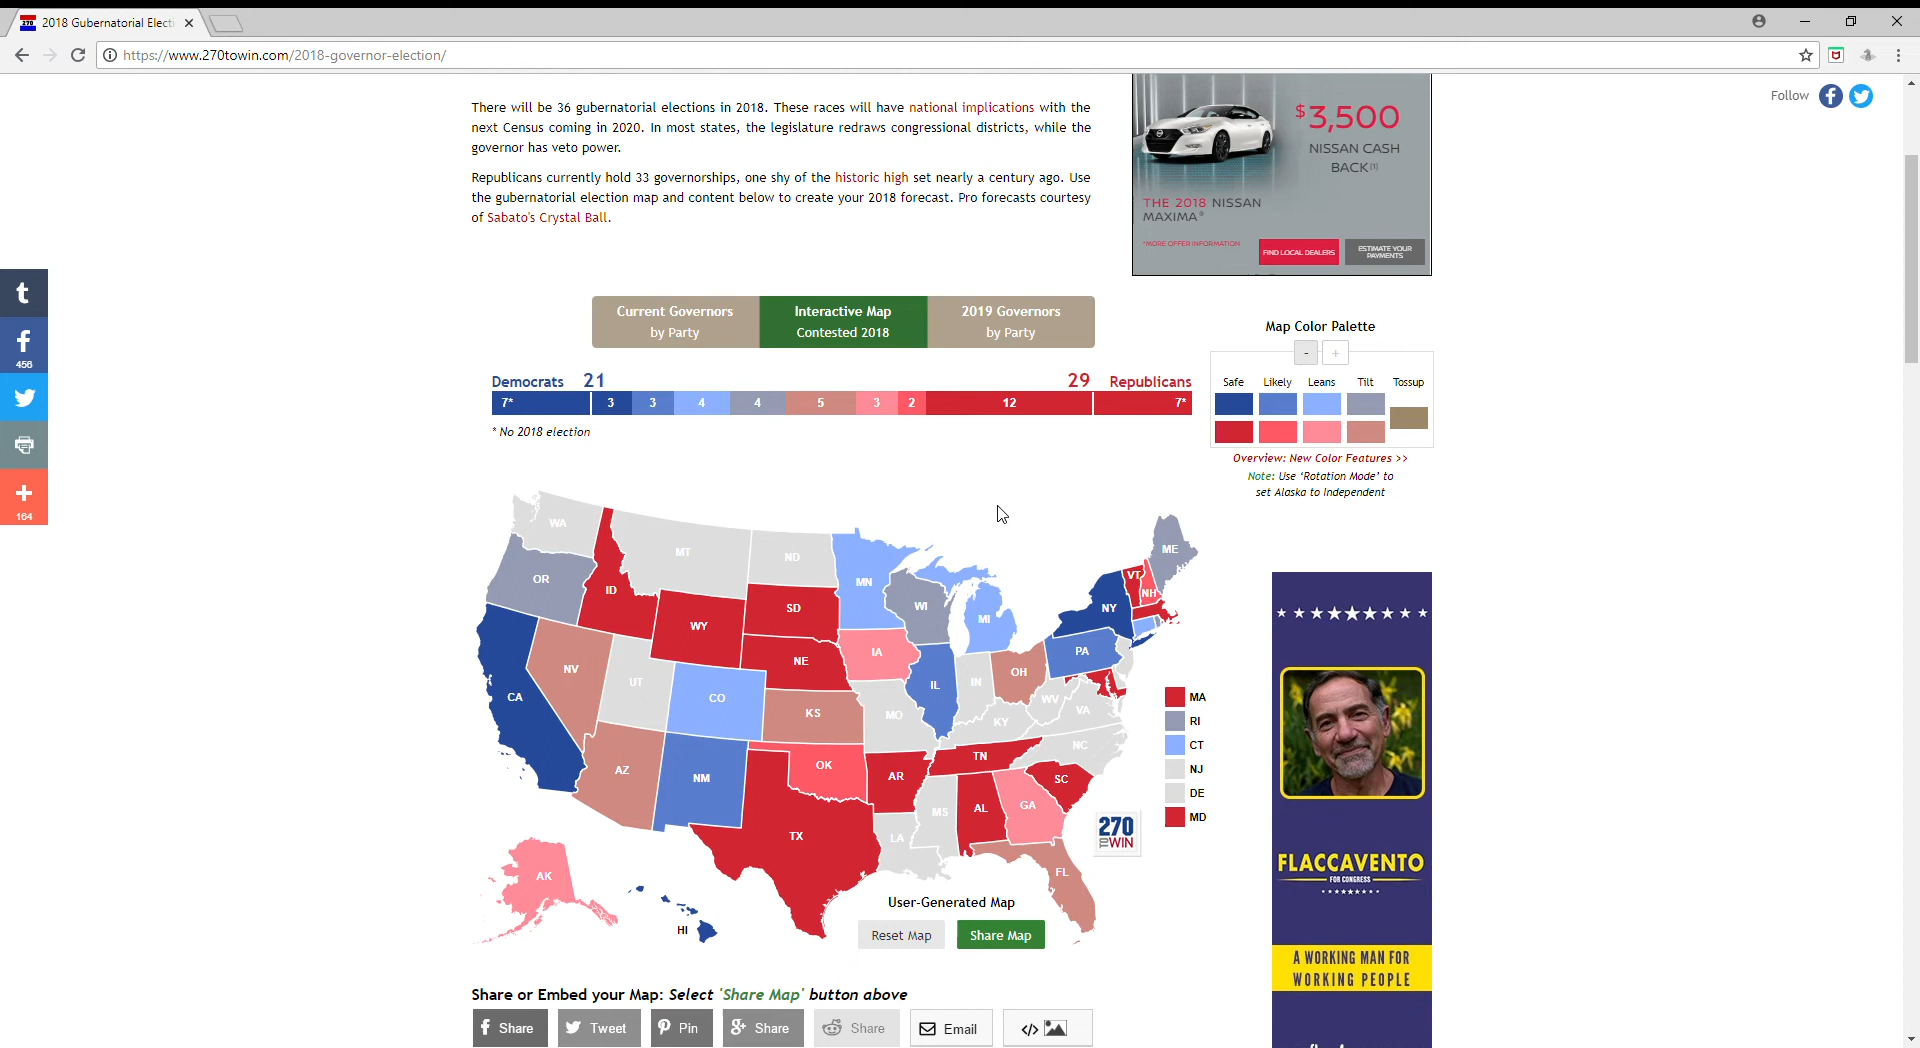 2018 Gubernatorial Electi
https://www.270towin.com/2018-governor-election/
Follow
There will be 36 gubernatorial elections in 2018. These races will have national implications with the
next Census coming in 2020. In most states, the legislature redraws congressional districts, while the
governor has veto power.
Republicans currently hold 33 governorships, one shy of the historic high set nearly a century ago. Use
the gubernatorial election map and content below to create your 2018 forecast. Pro forecasts courtesy
of Sabato's Crystal Ball.
$3,500
NISSAN CASH
BACK[1]
THE 2018 NISSAN
MAXIMA®
*MORE OFFER INFORMATION
FIND LOCAL DEALERS
ESTIMATE YOUR
PAYMENTS
456
164
Current Governors
by Party
Interactive Map
Contested 2018
2019 Governors
by Party
Democrats 21
29 Republicans
7* 3 3 4 4 5 3 2 12 7*
* No 2018 election
Map Color Palette
- +
Safe Likely Leans Tilt Tossup
Overview: New Color Features >>
Note: Use ‘Rotation Mode’ to
set Alaska to Independent
WA
MT
ND
OR
ID
WY
SD
NE
MN
WI
MI
IA
IL
IN
OH
PA
NY
VT
NH
ME
CA
NV
UT
CO
KS
MO
KY
WV
VA
NC
AZ
NM
OK
AR
TN
SC
TX
LA
MS
AL
GA
FL
AK
HI
MA
RI
CT
NJ
DE
MD
270
TO WIN
User-Generated Map
Reset Map
Share Map
Share or Embed your Map: Select 'Share Map' button above
Share
Tweet
Pin
Share
Share
Email
</>
FLACCAVENTO
FOR CONGRESS
A WORKING MAN FOR
WORKING PEOPLE